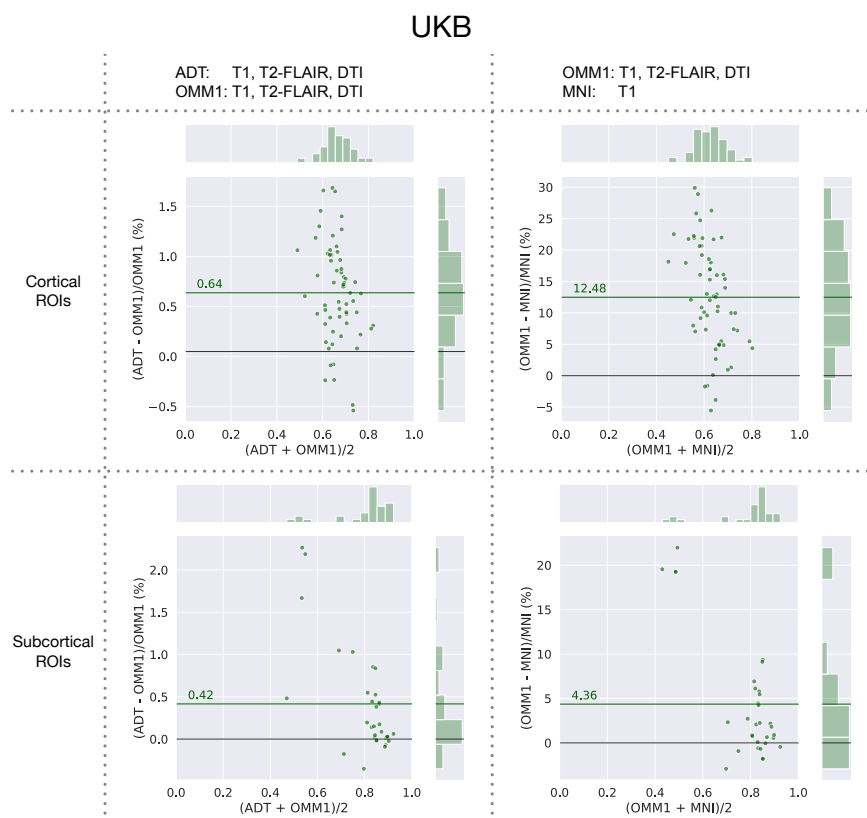 UKB
ADT: T1, T2-FLAIR, DTI
OMM1: T1, T2-FLAIR, DTI
OMM1: T1, T2-FLAIR, DTI
MNI: T1
Cortical
ROIs
(ADT - OMM1)/OMM1 (%)
1.5
1.0
0.5
0.0
−0.5
0.64
0.0 0.2 0.4 0.6 0.8 1.0
(ADT + OMM1)/2
(OMM1 - MNI)/MNI (%)
30
25
20
15
10
5
0
−5
12.48
0.0 0.2 0.4 0.6 0.8 1.0
(OMM1 + MNI)/2
Subcortical
ROIs
(ADT - OMM1)/OMM1 (%)
2.0
1.5
1.0
0.5
0.0
0.42
0.0 0.2 0.4 0.6 0.8 1.0
(ADT + OMM1)/2
(OMM1 - MNI)/MNI (%)
20
15
10
5
0
4.36
0.0 0.2 0.4 0.6 0.8 1.0
(OMM1 + MNI)/2